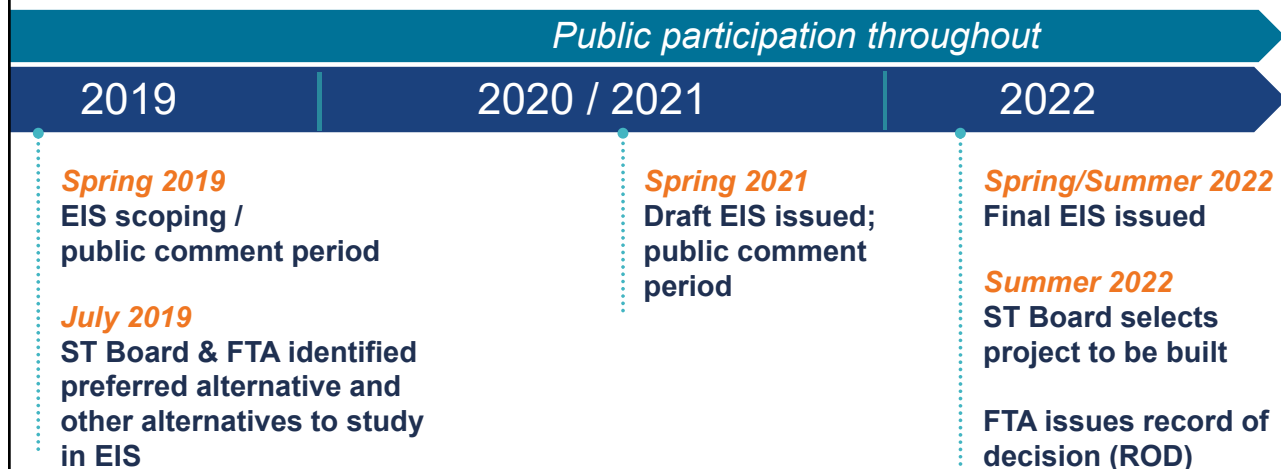 Public participation throughout
2019
2020 / 2021
2022
Spring 2019
EIS scoping /
public comment period
July 2019
ST Board & FTA identified
preferred alternative and
other alternatives to study
in EIS
Spring 2021
Draft EIS issued;
public comment
period
Spring/Summer 2022
Final EIS issued
Summer 2022
ST Board selects
project to be built
FTA issues record of
decision (ROD)